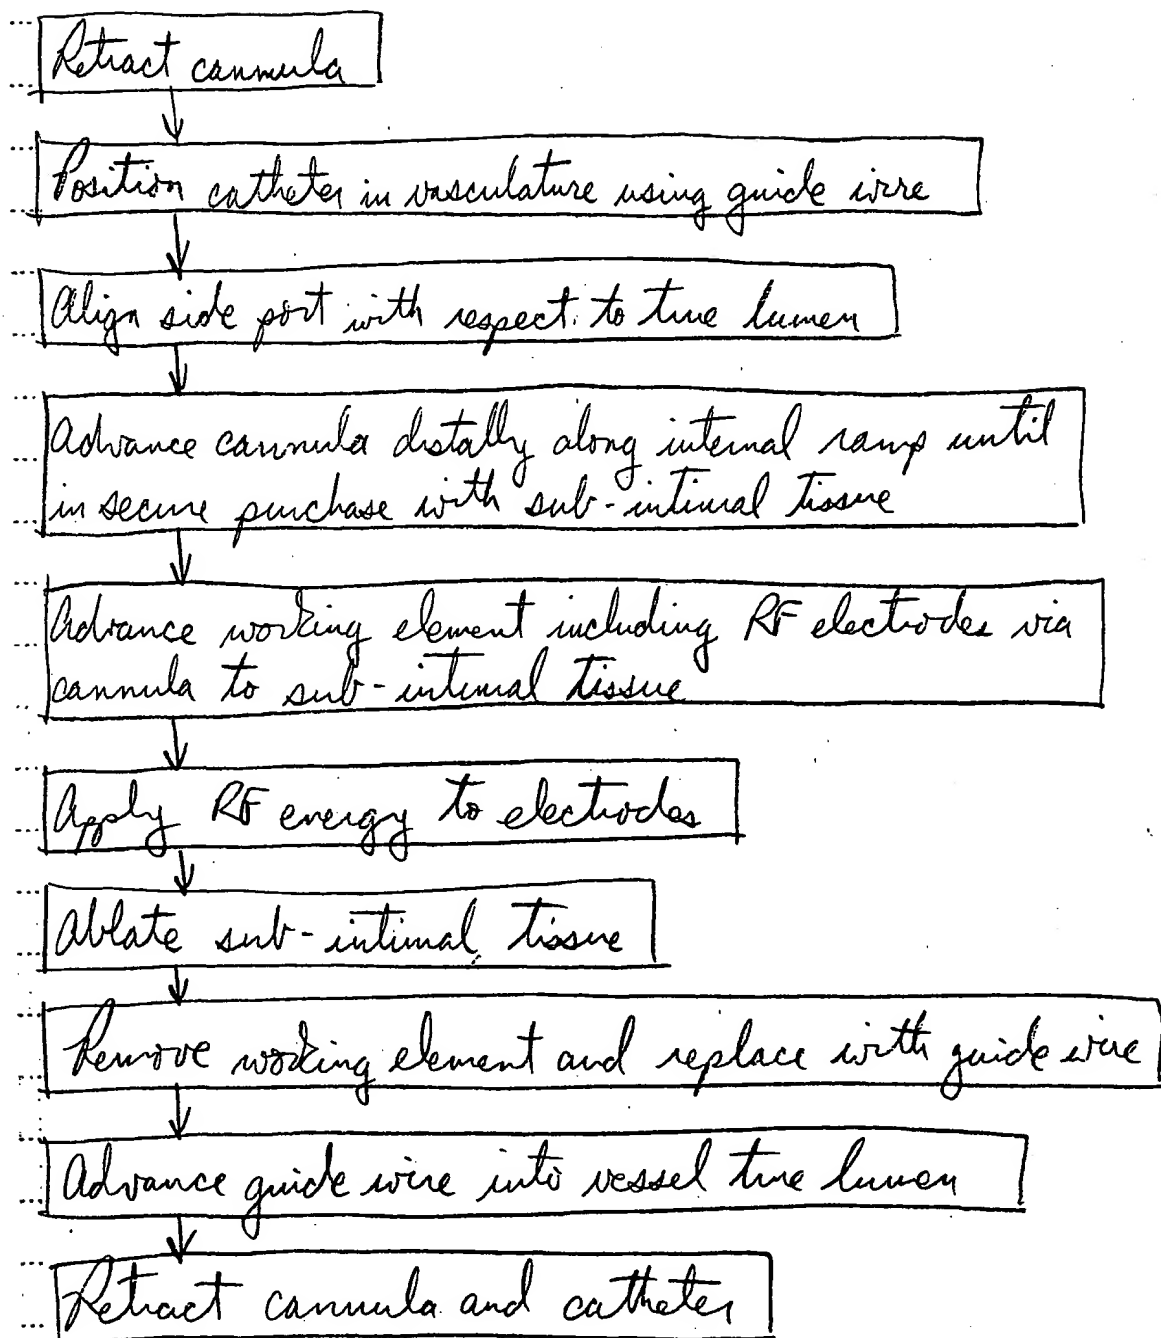 Retract cannula
Position catheter in vasculature using guide wire
Align side port with respect to true lumen
Advance cannula distally along internal ramp until
in secure purchase with sub-intimal tissue
Advance working element including RF electrodes via
cannula to sub-intimal tissue
Apply RF energy to electrodes
Ablate sub-intimal tissue
Remove working element and replace with guide wire
Advance guide wire into vessel true lumen
Retract cannula and catheter